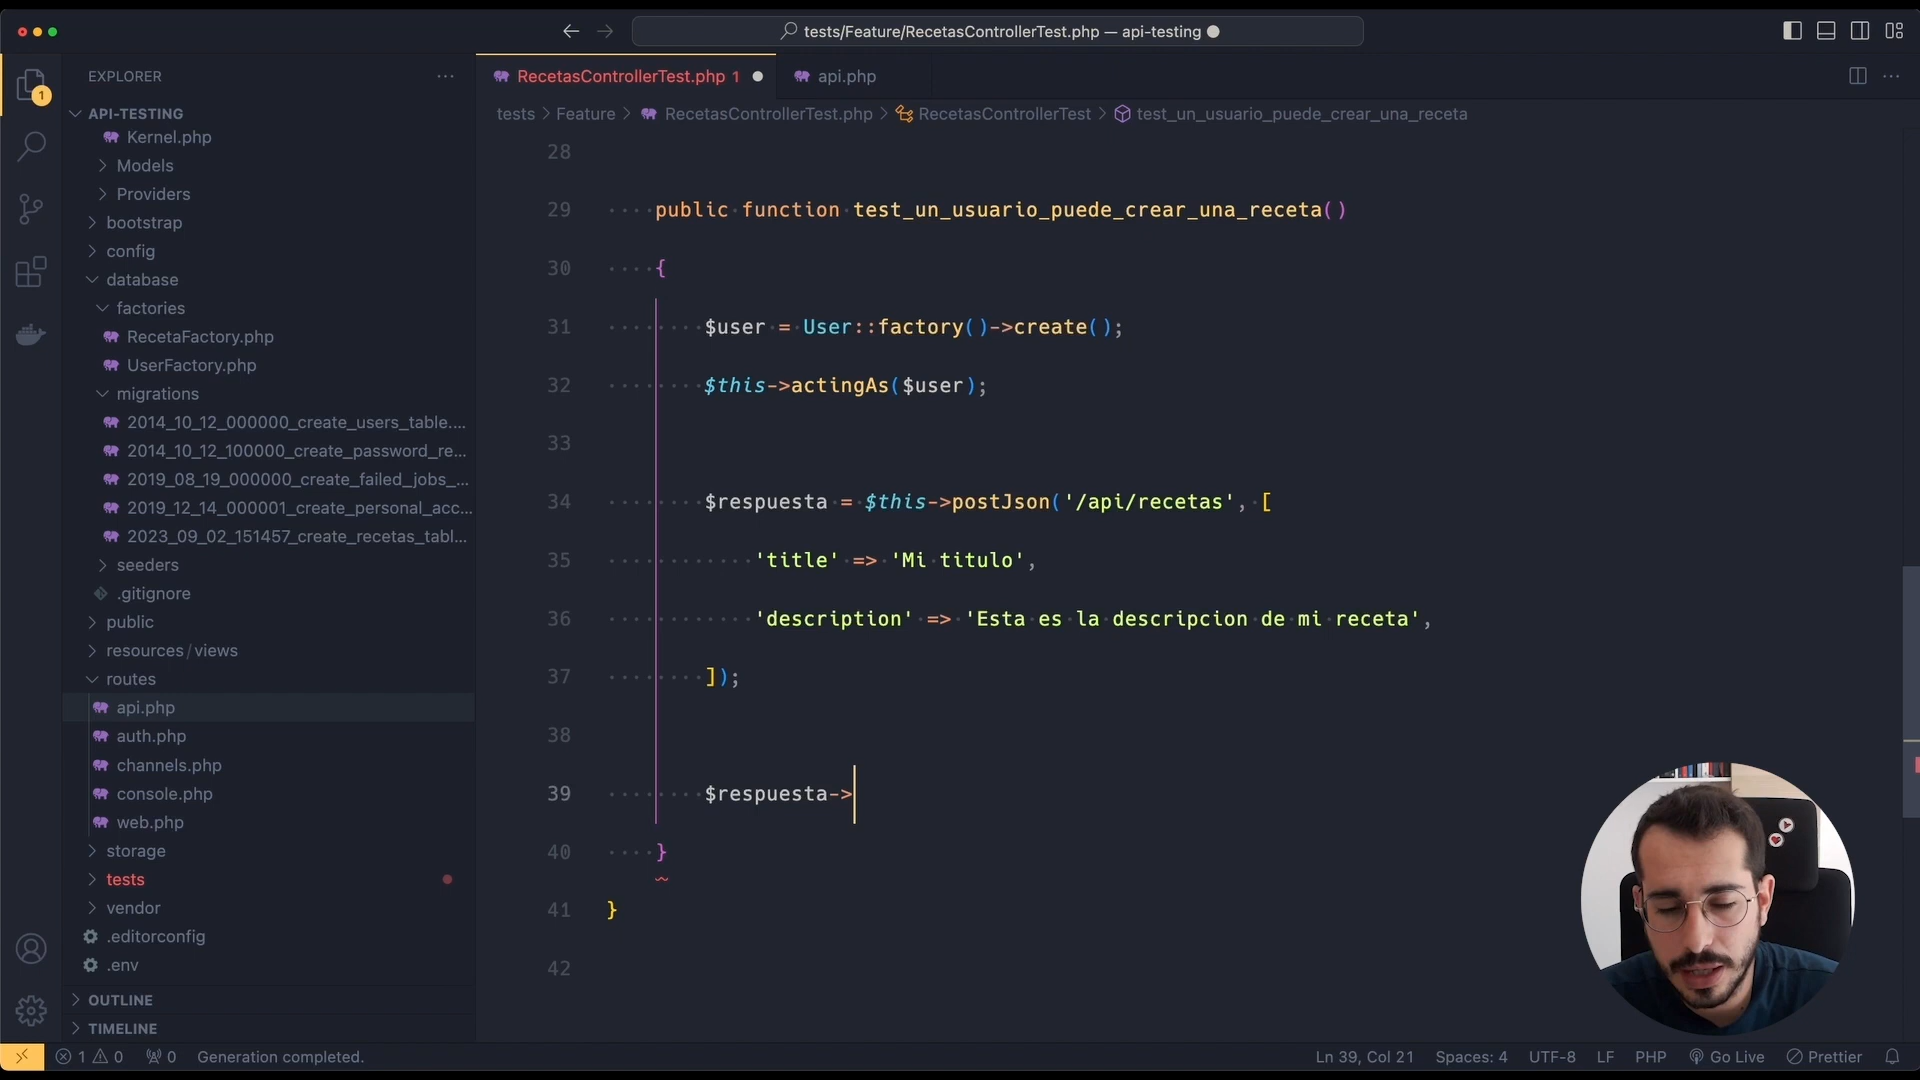 tests/Feature/RecetasControllerTest.php — api-testing
EXPLORER
RecetasControllerTest.php 1
api.php
API-TESTING
tests > Feature > RecetasControllerTest.php > RecetasControllerTest > test_un_usuario_puede_crear_una_receta
Kernel.php
Models
Providers
bootstrap
config
database
factories
RecetaFactory.php
UserFactory.php
migrations
2014_10_12_000000_create_users_table....
2014_10_12_100000_create_password_re...
2019_08_19_000000_create_failed_jobs_...
2019_12_14_000001_create_personal_acc...
2023_09_02_151457_create_recetas_tabl...
seeders
.gitignore
public
resources/views
routes
api.php
auth.php
channels.php
console.php
web.php
storage
tests
vendor
.editorconfig
.env
OUTLINE
TIMELINE
28
29 public function test_un_usuario_puede_crear_una_receta()
30 {
31 $user = User::factory()->create();
32 $this->actingAs($user);
33
34 $respuesta = $this->postJson('/api/recetas', [
35 'title' => 'Mi titulo',
36 'description' => 'Esta es la descripcion de mi receta',
37 ]);
38
39 $respuesta->
40 }
41 }
42
1 0 0 Generation completed. Ln 39, Col 21 Spaces: 4 UTF-8 LF PHP Go Live Prettier
1